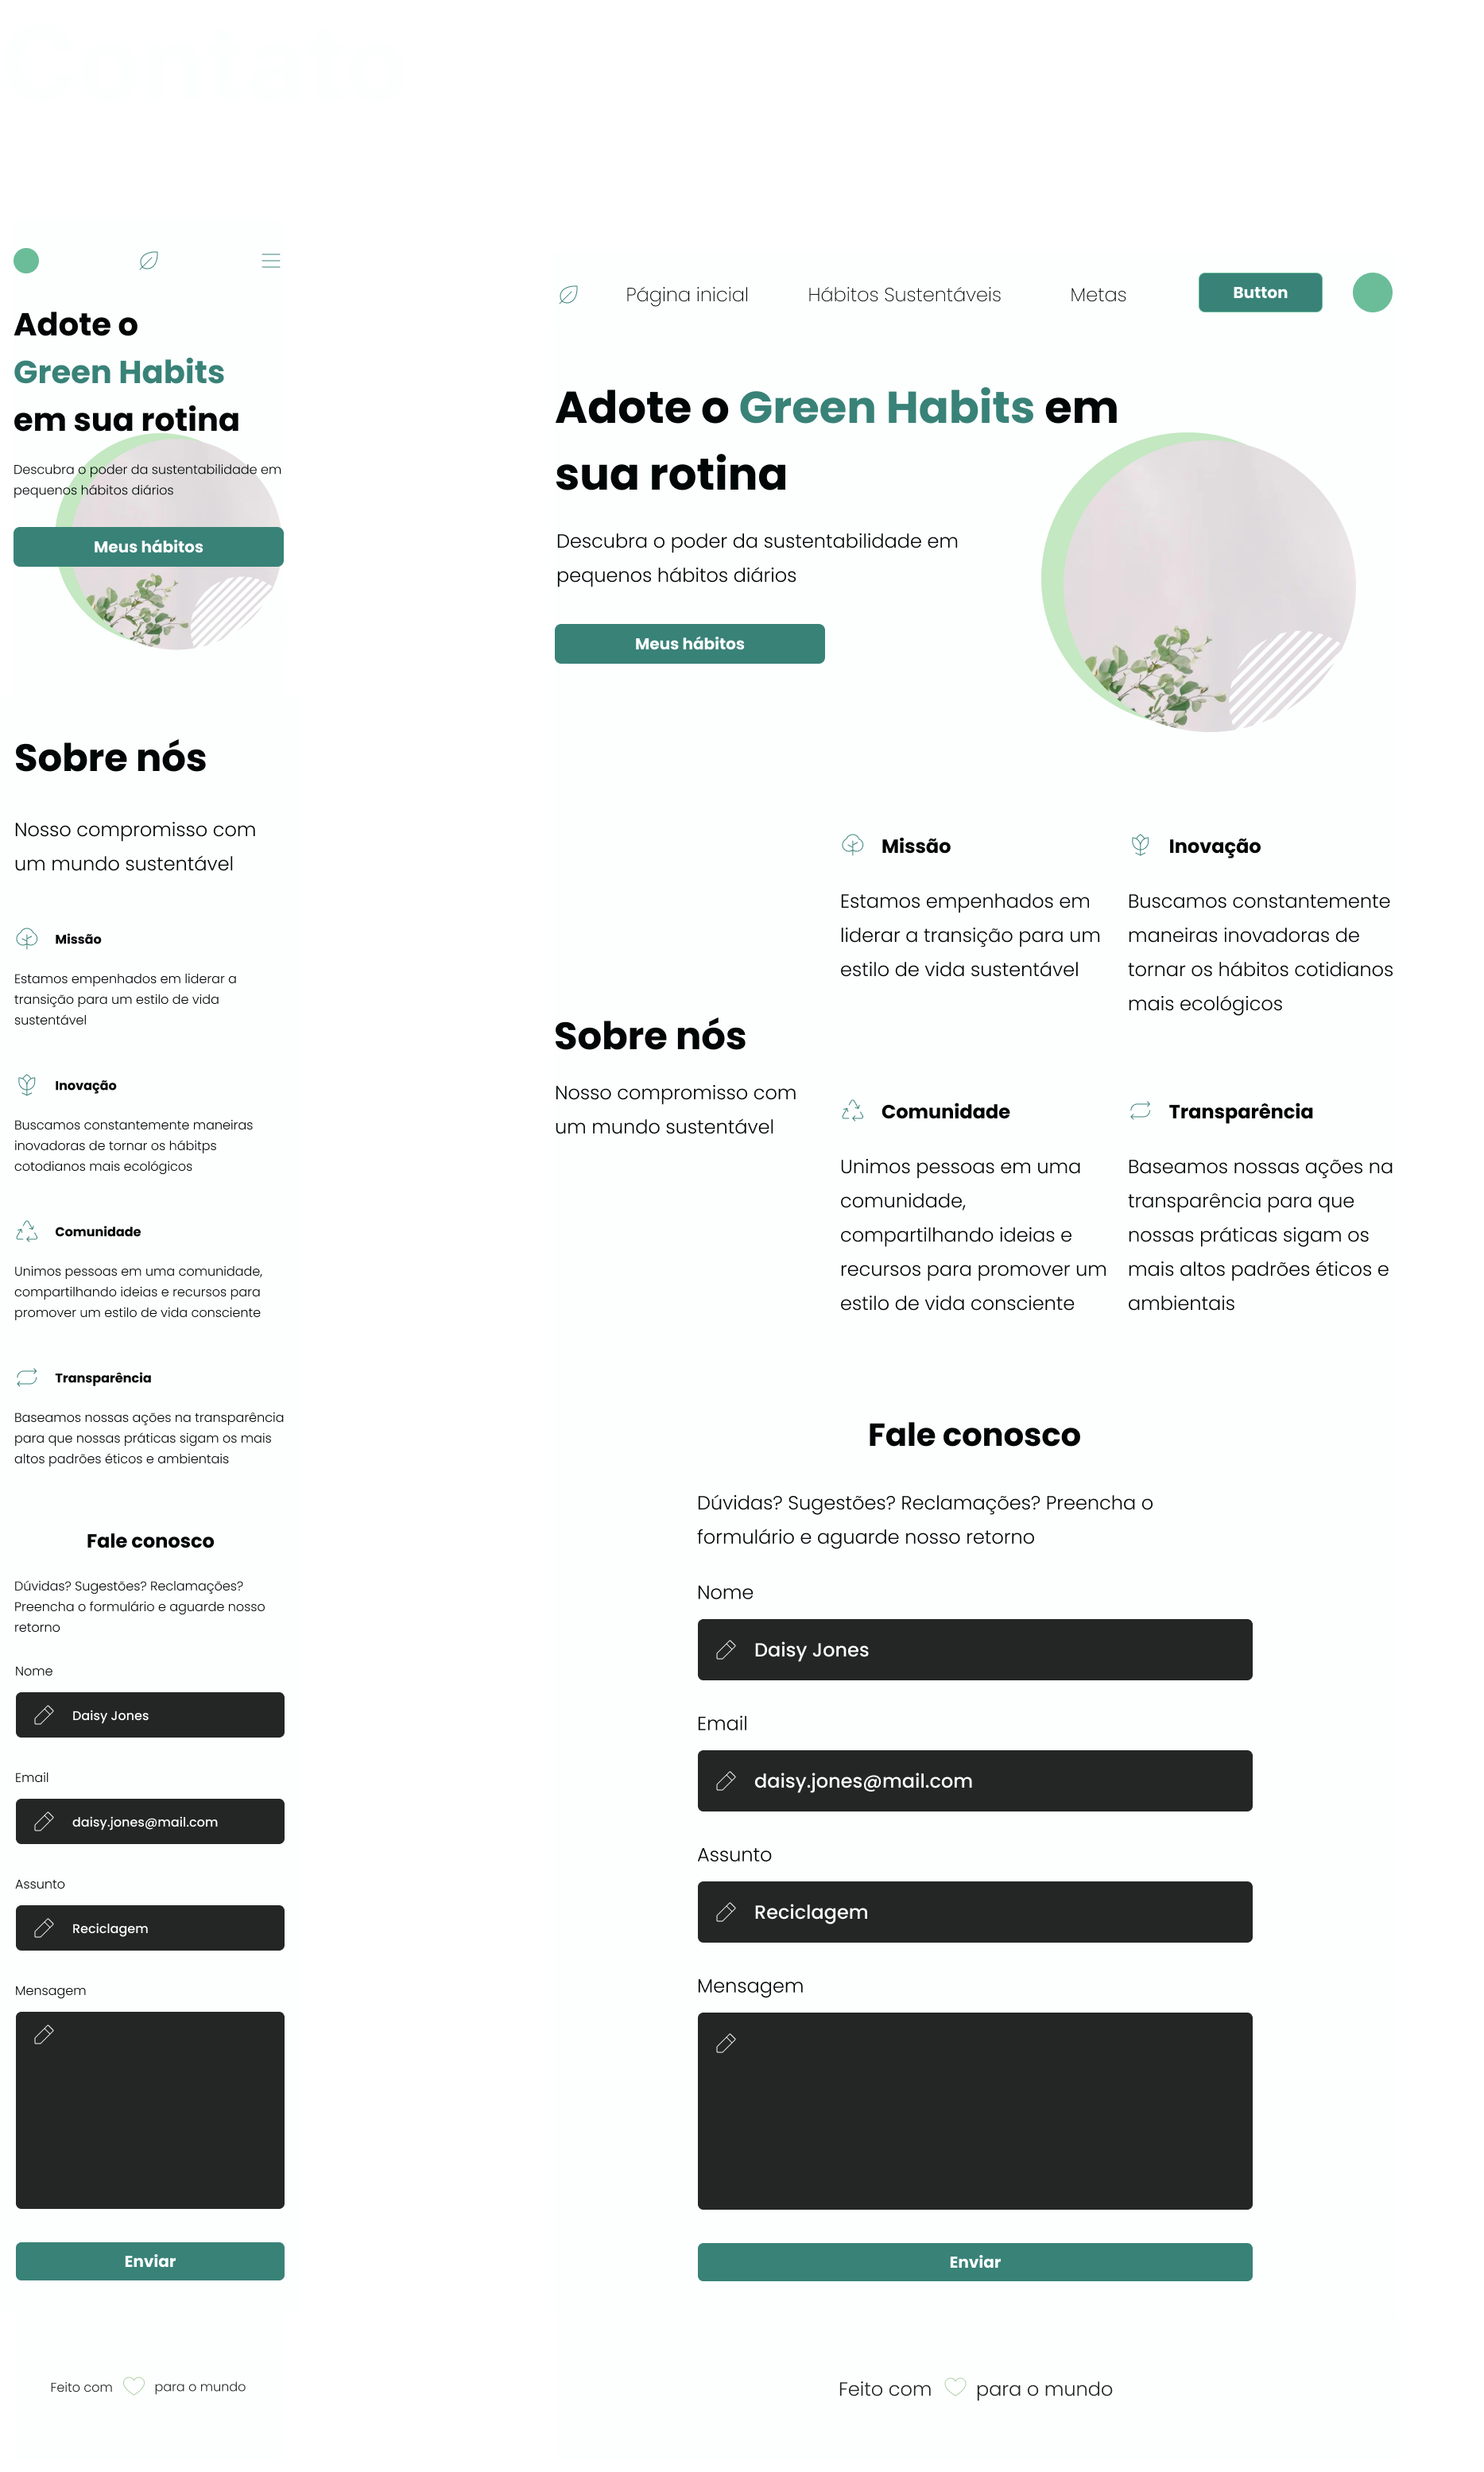 Contato
Adote o
Green Habits
em sua rotina
Descubra o poder da sustentabilidade em
pequenos hábitos diários
Meus hábitos
Sobre nós
Nosso compromisso com
um mundo sustentável
Missão
Estamos empenhados em liderar a
transição para um estilo de vida
sustentável
Inovação
Buscamos constantemente maneiras
inovadoras de tornar os hábitps
cotodianos mais ecológicos
Comunidade
Unimos pessoas em uma comunidade,
compartilhando ideias e recursos para
promover um estilo de vida consciente
Transparência
Baseamos nossas ações na transparência
para que nossas práticas sigam os mais
altos padrões éticos e ambientais
Fale conosco
Dúvidas? Sugestões? Reclamações?
Preencha o formulário e aguarde nosso
retorno
Nome
Daisy Jones
Email
daisy.jones@mail.com
Assunto
Reciclagem
Mensagem
Enviar
Feito com para o mundo
Página inicial Hábitos Sustentáveis Metas Button
Adote o Green Habits em
sua rotina
Descubra o poder da sustentabilidade em
pequenos hábitos diários
Meus hábitos
Sobre nós
Nosso compromisso com
um mundo sustentável
Missão
Estamos empenhados em
liderar a transição para um
estilo de vida sustentável
Inovação
Buscamos constantemente
maneiras inovadoras de
tornar os hábitos cotidianos
mais ecológicos
Comunidade
Unimos pessoas em uma
comunidade,
compartilhando ideias e
recursos para promover um
estilo de vida consciente
Transparência
Baseamos nossas ações na
transparência para que
nossas práticas sigam os
mais altos padrões éticos e
ambientais
Fale conosco
Dúvidas? Sugestões? Reclamações? Preencha o
formulário e aguarde nosso retorno
Nome
Daisy Jones
Email
daisy.jones@mail.com
Assunto
Reciclagem
Mensagem
Enviar
Feito com para o mundo